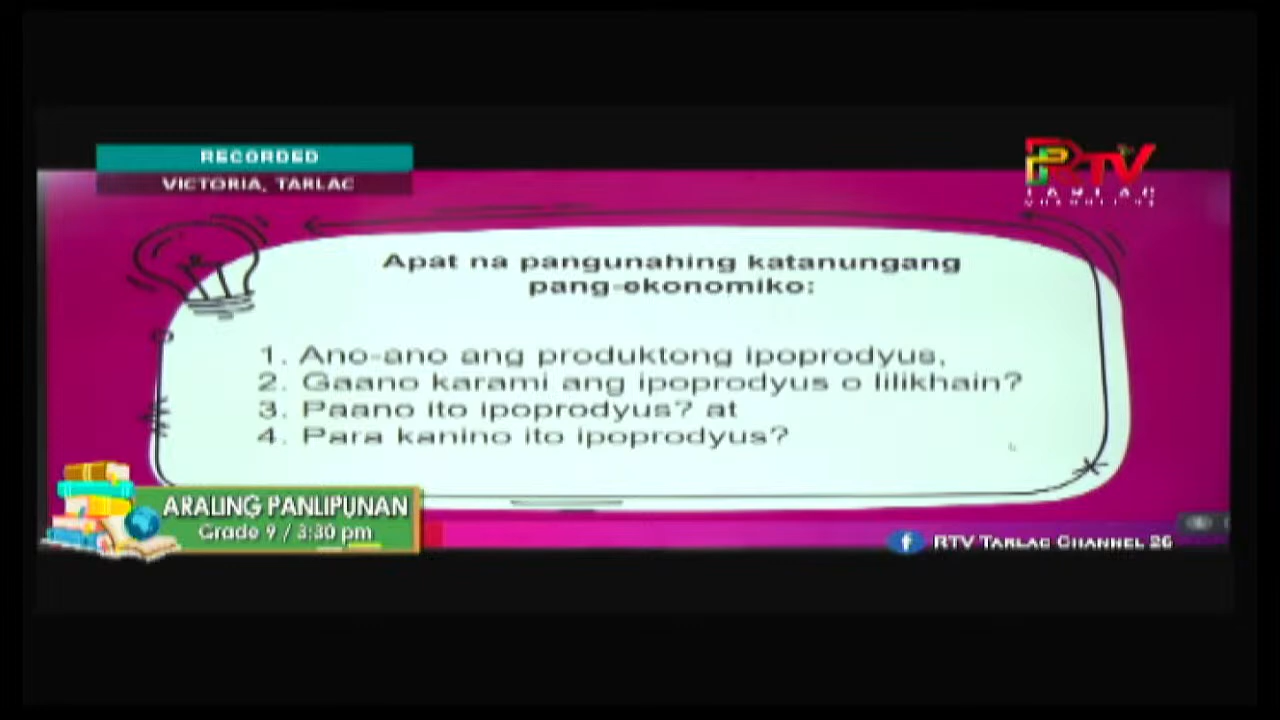 RECORDED
VICTORIA, TARLAC
RTV
TARLAC
Apat na pangunahing katanungang
pang-ekonomiko:
1. Ano-ano ang produktong ipoprodyus,
2. Gaano karami ang ipoprodyus o lilikhain?
3. Paano ito ipoprodyus? at
4. Para kanino ito ipoprodyus?
ARALING PANLIPUNAN
Grade 9 / 3:30 pm
RTV TARLAC CHANNEL 26